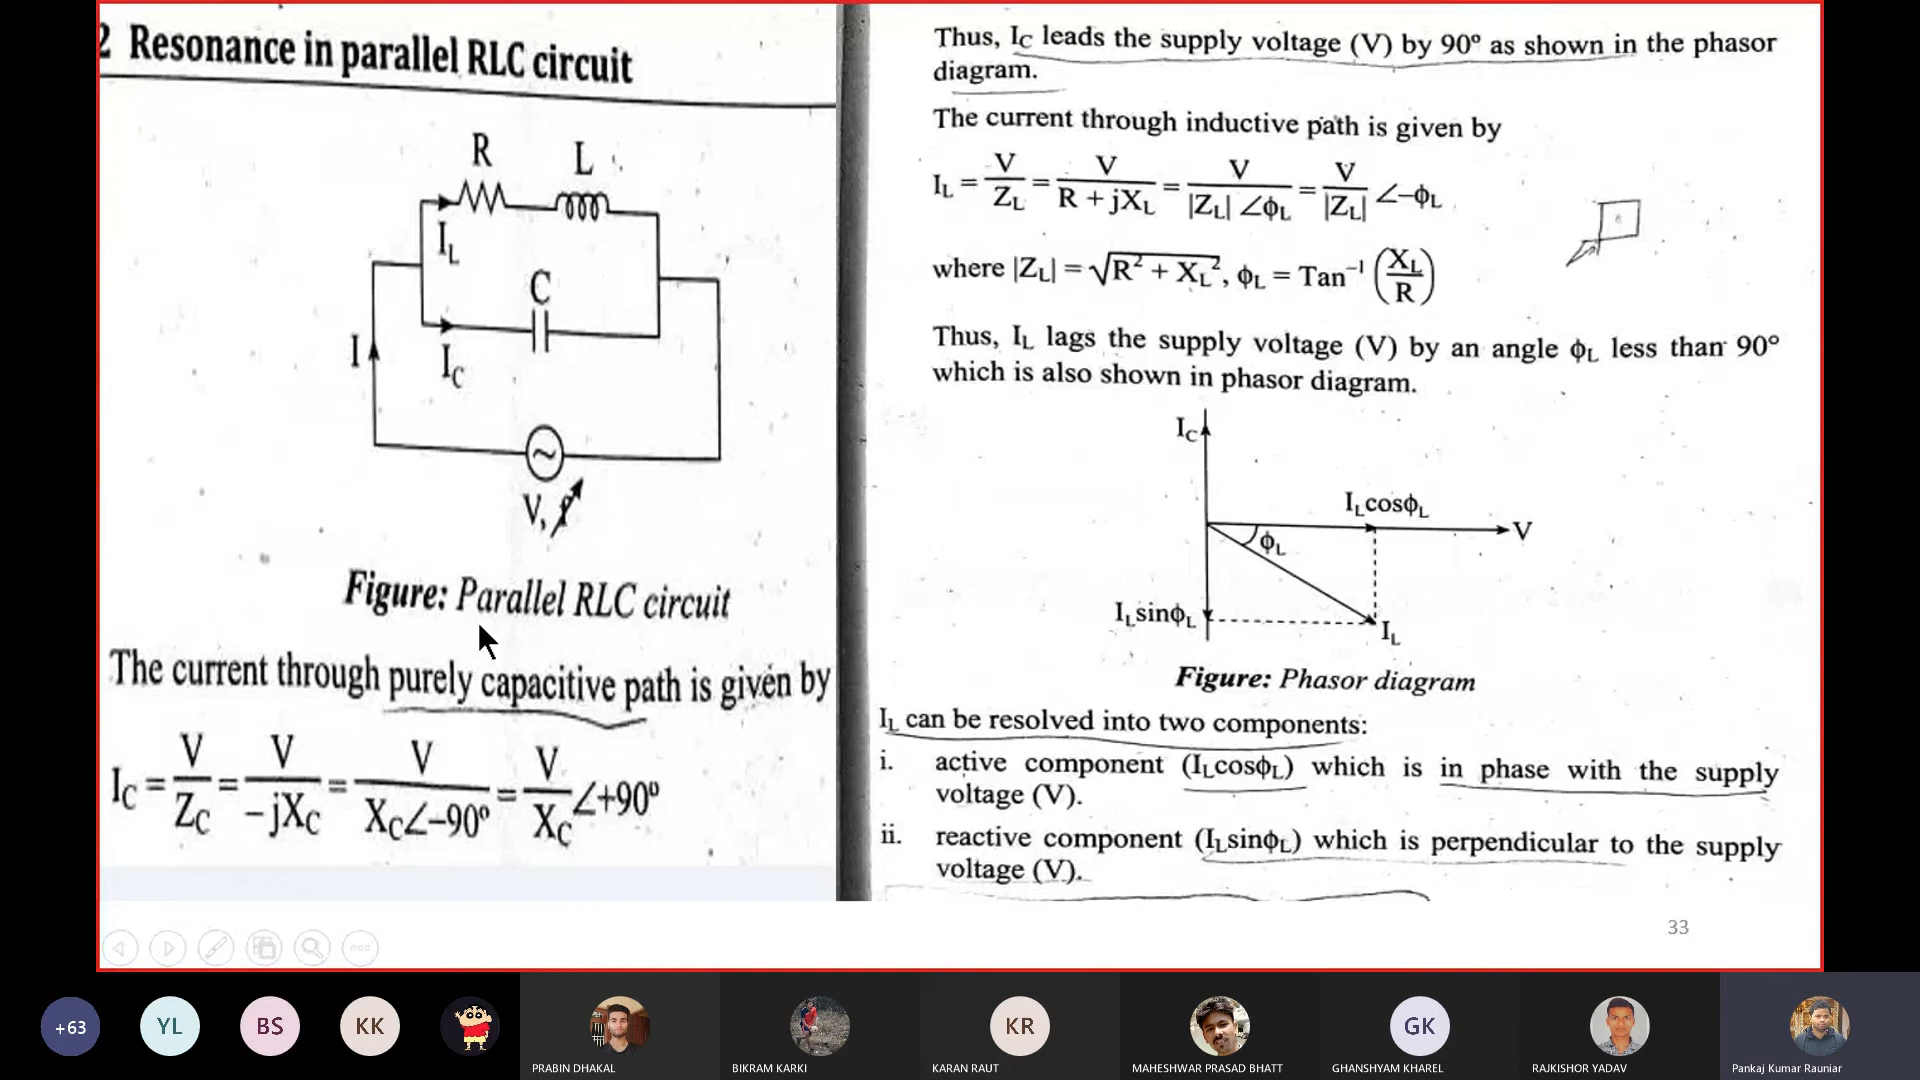 2 Resonance in parallel RLC circuit
R
L
I_L
C
I
I_C
V, f
Figure: Parallel RLC circuit
The current through purely capacitive path is given by
I_C = V/Z_C = V/-jX_C = V/X_C∠-90º = V/X_C ∠+90º
Thus, I_C leads the supply voltage (V) by 90º as shown in the phasor
diagram.
The current through inductive path is given by
I_L = V/Z_L = V/R + jX_L = V/|Z_L| ∠ϕ_L = V/|Z_L| ∠-ϕ_L
where |Z_L| = √R² + X_L², ϕ_L = Tan⁻¹ (X_L/R)
Thus, I_L lags the supply voltage (V) by an angle ϕ_L less than 90º
which is also shown in phasor diagram.
I_C
I_Lcosϕ_L
V
ϕ_L
I_Lsinϕ_L
I_L
Figure: Phasor diagram
I_L can be resolved into two components:
i. active component (I_Lcosϕ_L) which is in phase with the supply
voltage (V).
ii. reactive component (I_Lsinϕ_L) which is perpendicular to the supply
voltage (V).
33
+63
YL
BS
KK
KR
GK
PRABIN DHAKAL
BIKRAM KARKI
KARAN RAUT
MAHESHWAR PRASAD BHATT
GHANSHYAM KHAREL
RAJKISHOR YADAV
Pankaj Kumar Rauniar